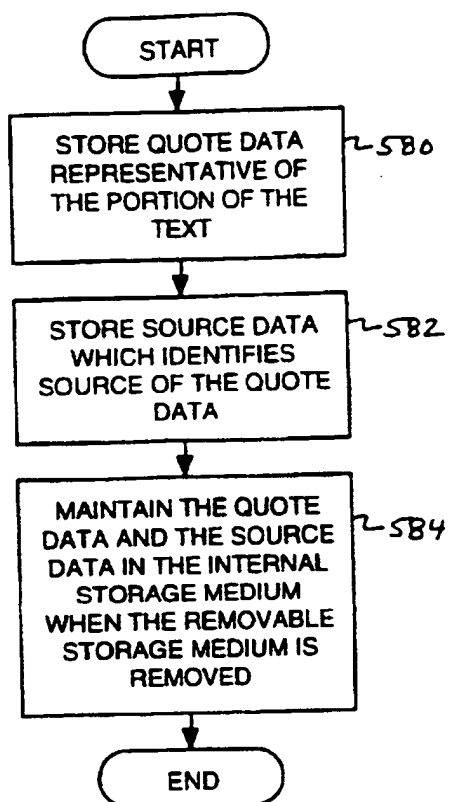 START
STORE QUOTE DATA
580
REPRESENTATIVE OF
THE PORTION OF THE
TEXT
STORE SOURCE DATA
582
WHICH IDENTIFIES
SOURCE OF THE QUOTE
DATA
MAINTAIN THE QUOTE
584
DATA AND THE SOURCE
DATA IN THE INTERNAL
STORAGE MEDIUM
WHEN THE REMOVABLE
STORAGE MEDIUM IS
REMOVED
END